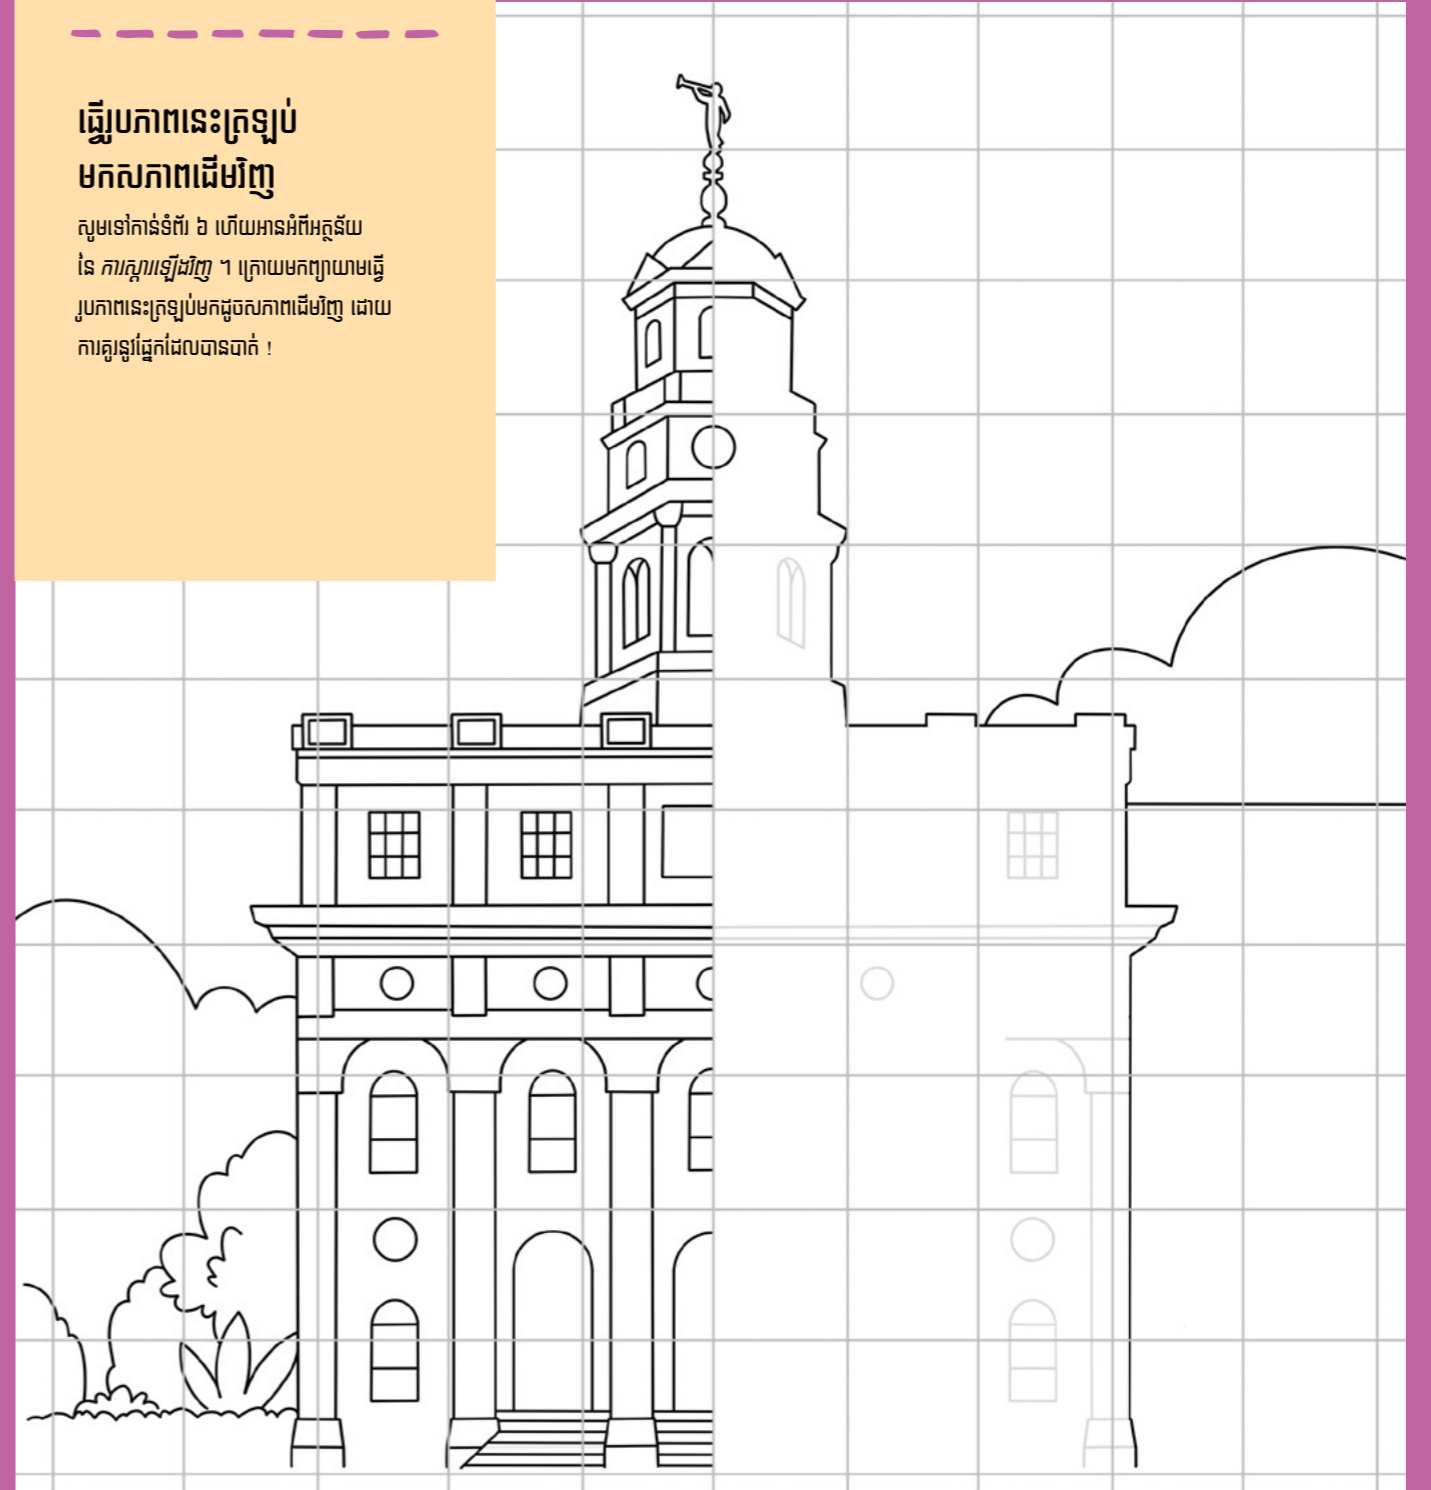 ធ្វើរូបភាពនេះត្រឡប់
មកសភាពដើមវិញ
សូមទៅកាន់ទំព័រ ៦ ហើយអានអំពីអត្ថន័យ
នៃ ការស្តារឡើងវិញ ។ ក្រោយមកព្យាយាមធ្វើ
រូបភាពនេះត្រឡប់មកដូចសភាពដើមវិញ ដោយ
ការគូរនូវផ្នែកដែលបានបាត់ !